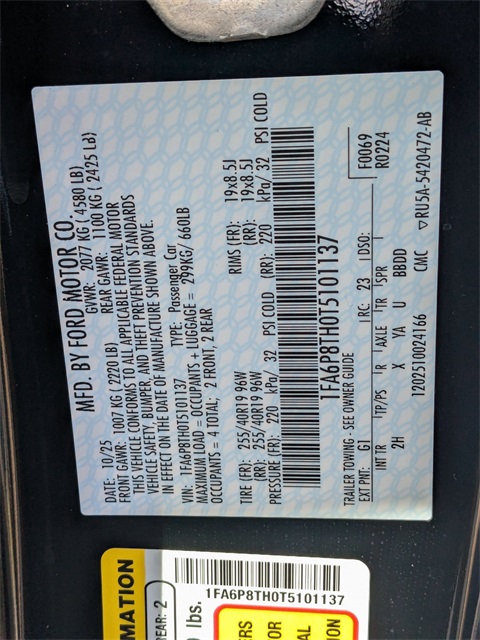 MFD. BY FORD MOTOR CO.
DATE: 10/25 GVWR: 2077 KG ( 4580 LB)
FRONT GAWR: 1007 KG ( 2220 LB) REAR GAWR: 1100 KG ( 2425 LB)
THIS VEHICLE CONFORMS TO ALL APPLICABLE FEDERAL MOTOR
VEHICLE SAFETY, BUMPER, AND THEFT PREVENTION STANDARDS
IN EFFECT ON THE DATE OF MANUFACTURE SHOWN ABOVE.
VIN: 1FA6P8TH0T5101137 TYPE: Passenger Car
MAXIMUM LOAD = OCCUPANTS + LUGGAGE = 299KG/ 660LB
OCCUPANTS = 4 TOTAL; 2 FRONT, 2 REAR
TIRE (FR): 255/40R19 96W RIMS (FR): 19x8.5J
(RR): 255/40R19 96W (RR): 19x8.5J
PRESSURE (FR): 220 kPa/ 32 PSI COLD (RR): 220 kPa/ 32 PSI COLD
1FA6P8TH0T5101137
TRAILER TOWING - SEE OWNER GUIDE
F0069
R0224
EXT PNT: G1 RC: 23 DSO:
INT TR TP/PS R AXLE TR SPR
2H X YA U BBDD
1202510024166 CMC ▽RU5A-5420472-AB
MATION
REAR: 2
lbs.
1FA6P8TH0T5101137